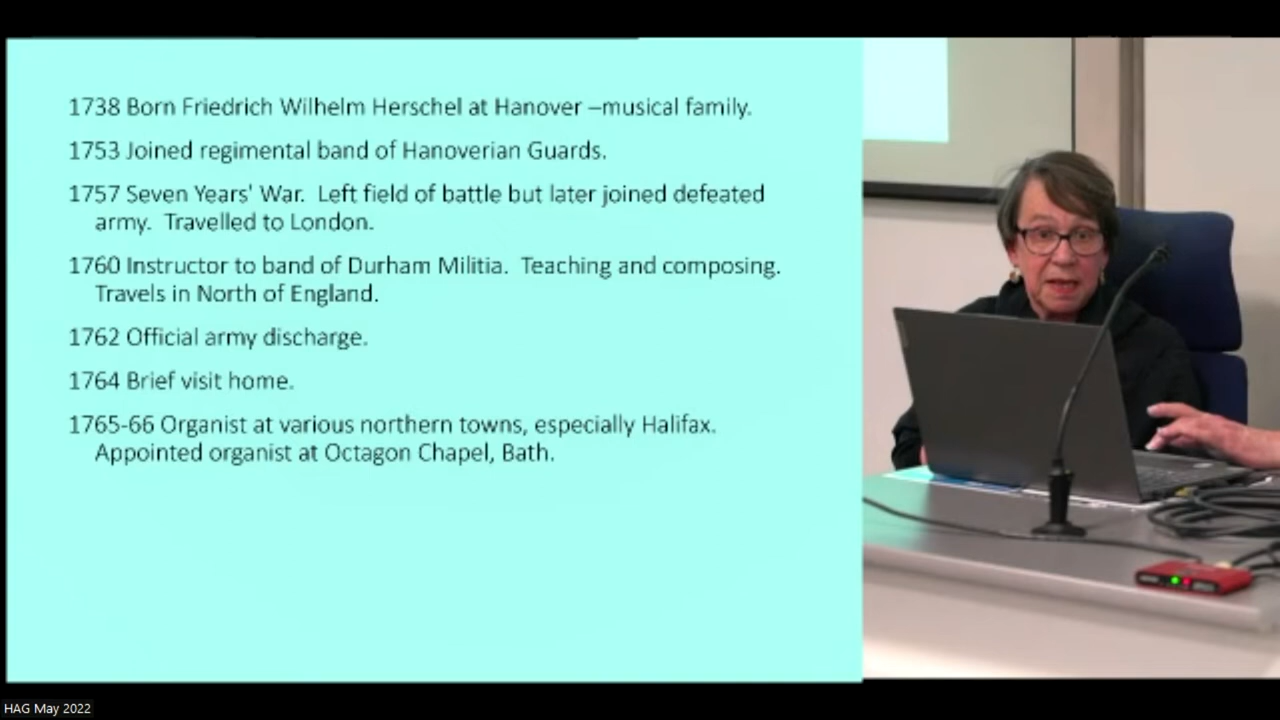 1738 Born Friedrich Wilhelm Herschel at Hanover –musical family.
1753 Joined regimental band of Hanoverian Guards.
1757 Seven Years' War.  Left field of battle but later joined defeated
army.  Travelled to London.
1760 Instructor to band of Durham Militia.  Teaching and composing.
Travels in North of England.
1762 Official army discharge.
1764 Brief visit home.
1765-66 Organist at various northern towns, especially Halifax.
Appointed organist at Octagon Chapel, Bath.
HAG May 2022